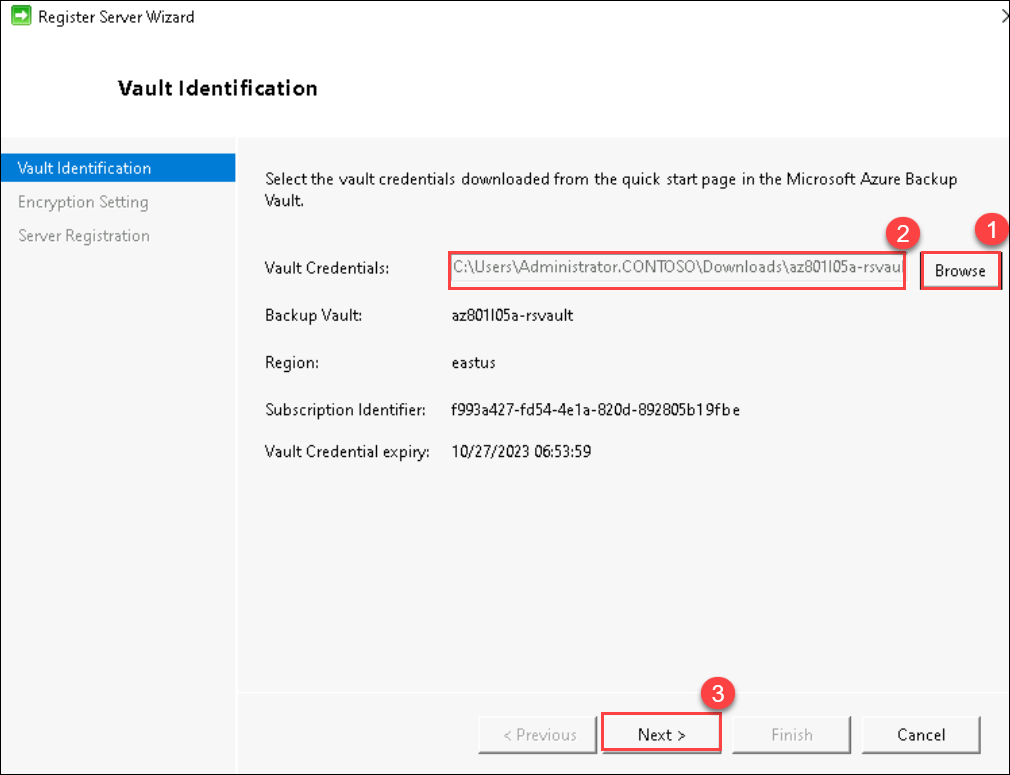 Register Server Wizard
Vault Identification
Vault Identification
Encryption Setting
Server Registration
Select the vault credentials downloaded from the quick start page in the Microsoft Azure Backup
Vault.
2
1
Vault Credentials:
C:\Users\Administrator.CONTOSO\Downloads\az801l05a-rsvaul
Browse
Backup Vault:
az801l05a-rsvault
Region:
eastus
Subscription Identifier:
f993a427-fd54-4e1a-820d-892805b19fbe
Vault Credential expiry:
10/27/2023 06:53:59
3
< Previous
Next >
Finish
Cancel